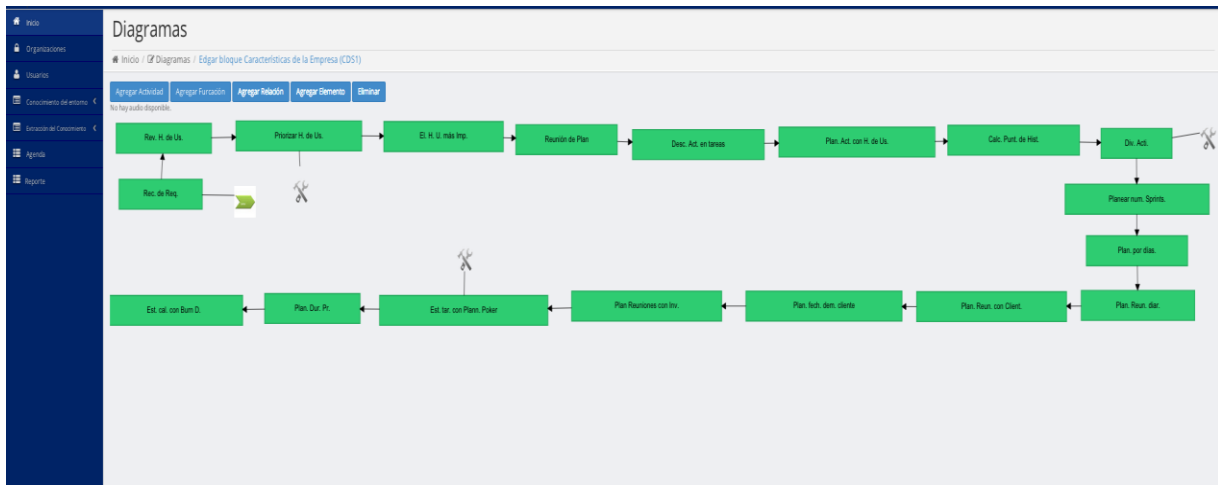 Inicio
Organizaciones
Usuarios
Conocimiento del entorno
Extracción del Conocimiento
Agenda
Reporte
Diagramas
Inicio / Diagramas / Edgar bloque Características de la Empresa (CDS1)
Agregar Actividad Agregar Furcación Agregar Relación Agregar Elemento Eliminar
No hay audio disponible.
Rev. H. de Us.
Priorizar H. de Us.
El. H. U. más Imp.
Reunión de Plan
Desc. Act. en tareas
Plan. Act. con H. de Us.
Calc. Punt. de Hist.
Div. Acti.
Rec. de Req.
Planear num. Sprints.
Plan. por días.
Est. cal. con Burn D.
Plan. Dur. Pr.
Est. tar. con Plann. Poker
Plan Reuniones con Inv.
Plan. fech. dem. cliente
Plan. Reun. con Client.
Plan. Reun. diar.